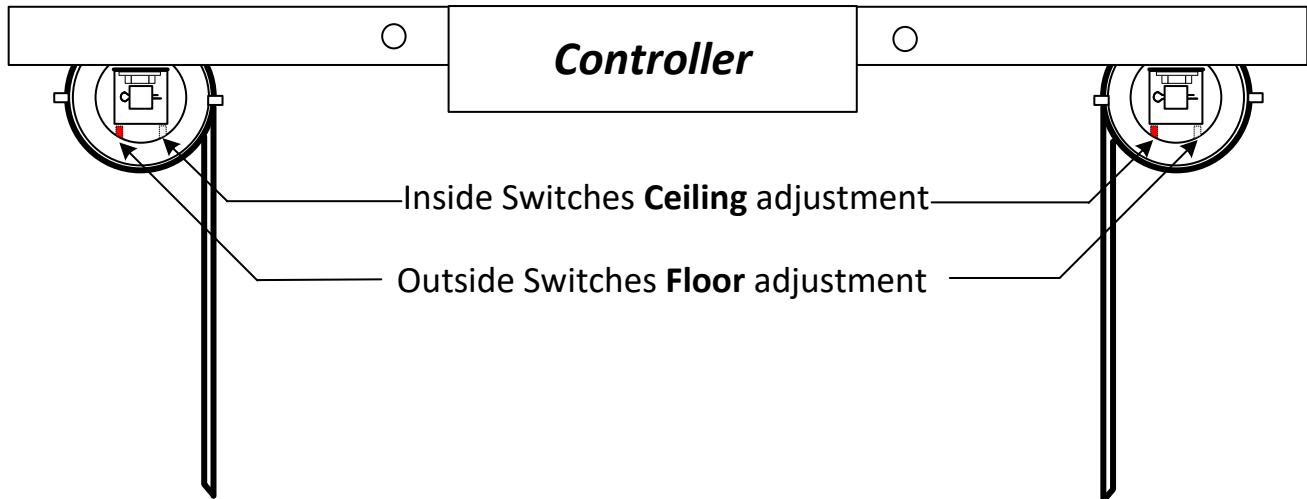 Controller
Inside Switches Ceiling adjustment
Outside Switches Floor adjustment